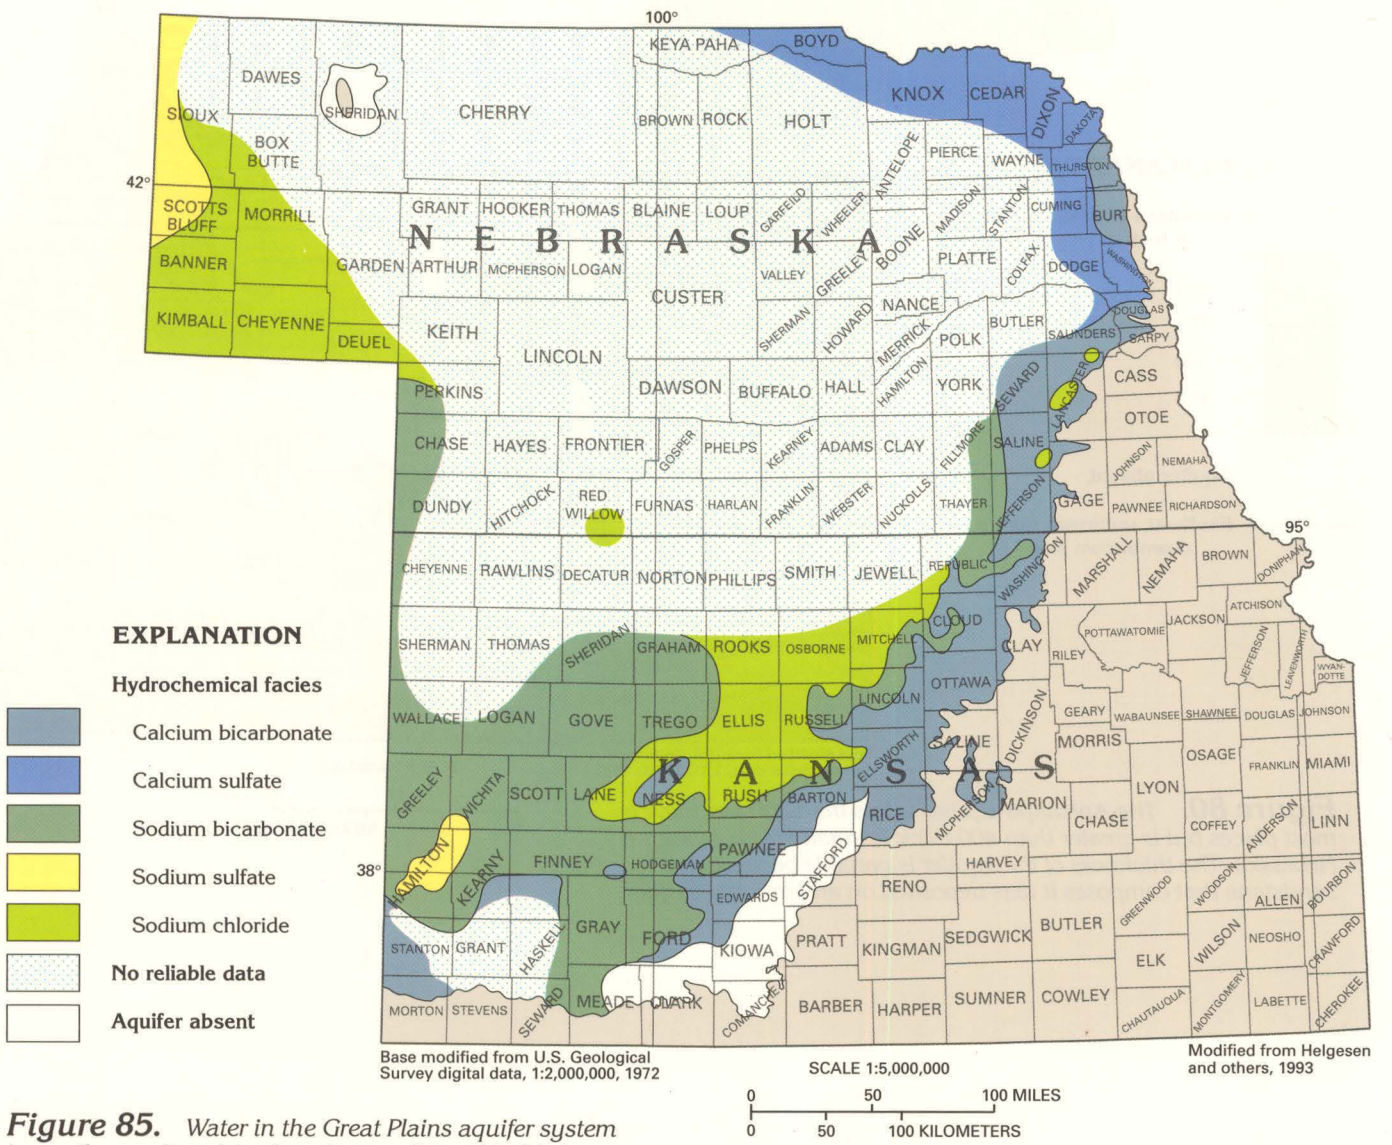 100°
KEYA PAHA
BOYD
DAWES
SHERIDAN
CHERRY
SIOUX
BROWN
ROCK
HOLT
KNOX
CEDAR
DIXON
DAKOTA
BOX
BUTTE
ANTELOPE
PIERCE
WAYNE
THURSTON
42°
SCOTTS
BLUFF
MORRILL
GRANT
HOOKER
THOMAS
BLAINE
LOUP
GARFEILD
WHEELER
MADISON
STANTON
CUMING
BURT
NEBRASKA
BANNER
GARDEN
ARTHUR
MCPHERSON
LOGAN
VALLEY
GREELEY
BOONE
PLATTE
COLFAX
DODGE
WASHINGTON
KIMBALL
CHEYENNE
DEUEL
KEITH
LINCOLN
CUSTER
SHERMAN
HOWARD
NANCE
MERRICK
POLK
BUTLER
SAUNDERS
DOUGLAS
SARPY
PERKINS
DAWSON
BUFFALO
HALL
HAMILTON
YORK
SEWARD
LANCASTER
CASS
OTOE
CHASE
HAYES
FRONTIER
GOSPER
PHELPS
KEARNEY
ADAMS
CLAY
FILLMORE
SALINE
JOHNSON
NEMAHA
DUNDY
HITCHOCK
RED
WILLOW
FURNAS
HARLAN
FRANKLIN
WEBSTER
NUCKOLLS
THAYER
JEFFERSON
GAGE
PAWNEE
RICHARDSON
95°
CHEYENNE
RAWLINS
DECATUR
NORTON
PHILLIPS
SMITH
JEWELL
REPUBLIC
WASHINGTON
MARSHALL
NEMAHA
BROWN
DONIPHAN
SHERMAN
THOMAS
SHERIDAN
GRAHAM
ROOKS
OSBORNE
MITCHELL
CLOUD
CLAY
RILEY
POTTAWATOMIE
JACKSON
ATCHISON
JEFFERSON
LEAVENWORTH
WYAN-
DOTTE
WALLACE
LOGAN
GOVE
TREGO
ELLIS
RUSSELL
LINCOLN
OTTAWA
DICKINSON
GEARY
WABAUNSEE
SHAWNEE
DOUGLAS
JOHNSON
KANSAS
GREELEY
WICHITA
SCOTT
LANE
NESS
RUSH
BARTON
ELLSWORTH
SALINE
MORRIS
OSAGE
FRANKLIN
MIAMI
LYON
RICE
MCPHERSON
MARION
CHASE
COFFEY
ANDERSON
LINN
38°
HAMILTON
KEARNY
FINNEY
HODGEMAN
PAWNEE
STAFFORD
RENO
HARVEY
EDWARDS
GREENWOOD
WOODSON
ALLEN
BOURBON
STANTON
GRANT
HASKELL
GRAY
FORD
KIOWA
PRATT
KINGMAN
SEDGWICK
BUTLER
ELK
WILSON
NEOSHO
CRAWFORD
MORTON
STEVENS
SEWARD
MEADE
CLARK
COMANCHE
BARBER
HARPER
SUMNER
COWLEY
CHAUTAUQUA
MONTGOMERY
LABETTE
CHEROKEE
EXPLANATION
Hydrochemical facies
Calcium bicarbonate
Calcium sulfate
Sodium bicarbonate
Sodium sulfate
Sodium chloride
No reliable data
Aquifer absent
Base modified from U.S. Geological
Survey digital data, 1:2,000,000, 1972
SCALE 1:5,000,000
Modified from Helgesen
and others, 1993
0 50 100 MILES
0 50 100 KILOMETERS
Figure 85. Water in the Great Plains aquifer system